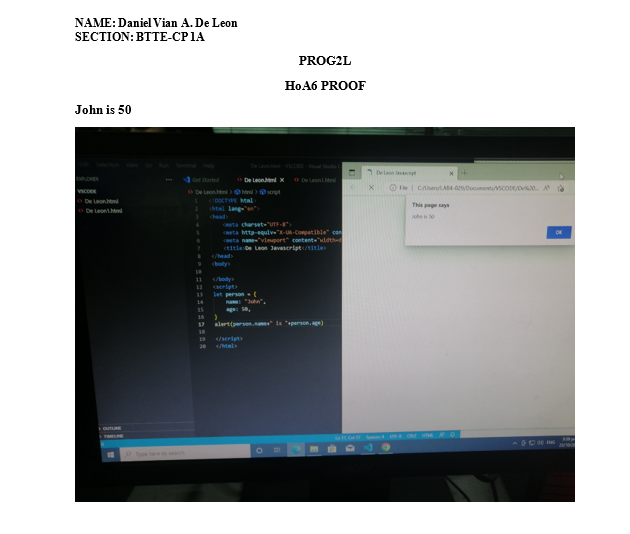 NAME: Daniel Vian A. De Leon
SECTION: BTTE-CP 1A
PROG2L
HoA6 PROOF
John is 50
VSCODE
De Leon.html
De Leon1.html
Get Started
De Leon.html
De Leon1.html
De Leon.html > html > script
1 <!DOCTYPE html>
2 <html lang="en">
3 <head>
4 <meta charset="UTF-8">
5 <meta http-equiv="X-UA-Compatible" con
6 <meta name="viewport" content="width=d
7 <title>De Leon Javascript</title>
8 </head>
9 <body>
10
11 </body>
12 <script>
13 let person = {
14 name: "John",
15 age: 50,
16 }
17 alert(person.name+" is "+person.age)
18
19 </script>
20 </html>
OUTLINE
TIMELINE
De Leon Javascript
File
C:/Users/LAB4-029/Documents/VSCODE/De%20...
This page says
John is 50
OK
Type here to search
ENG